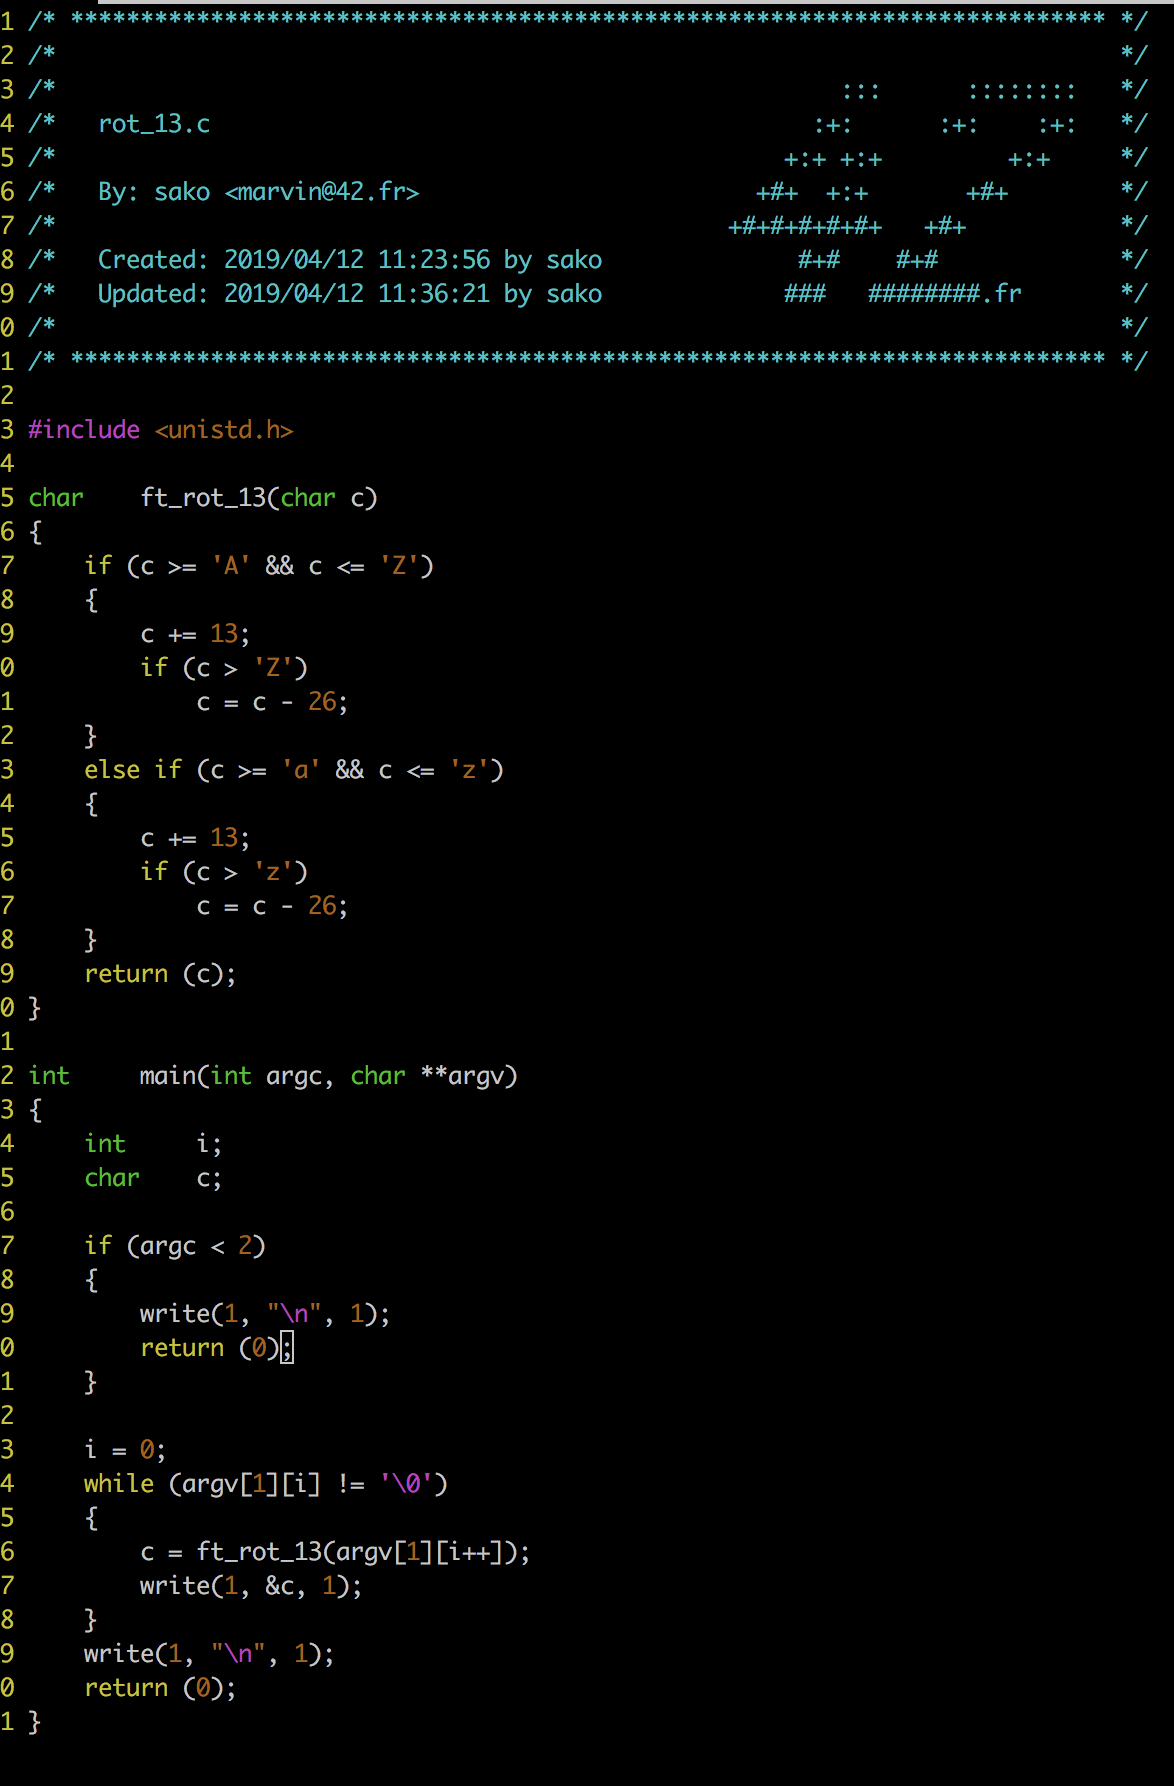 1 /* ************************************************************************** */
2 /*                                                                            */
3 /*                                                        :::      ::::::::   */
4 /*   rot_13.c                                           :+:      :+:    :+:   */
5 /*                                                    +:+ +:+         +:+     */
6 /*   By: sako <marvin@42.fr>                        +#+  +:+       +#+        */
7 /*                                                +#+#+#+#+#+   +#+           */
8 /*   Created: 2019/04/12 11:23:56 by sako              #+#    #+#             */
9 /*   Updated: 2019/04/12 11:36:21 by sako             ###   ########.fr       */
0 /*                                                                            */
1 /* ************************************************************************** */
2
3 #include <unistd.h>
4
5 char    ft_rot_13(char c)
6 {
7     if (c >= 'A' && c <= 'Z')
8     {
9         c += 13;
0         if (c > 'Z')
1             c = c - 26;
2     }
3     else if (c >= 'a' && c <= 'z')
4     {
5         c += 13;
6         if (c > 'z')
7             c = c - 26;
8     }
9     return (c);
0 }
1
2 int     main(int argc, char **argv)
3 {
4     int     i;
5     char    c;
6
7     if (argc < 2)
8     {
9         write(1, "\n", 1);
0         return (0);
1     }
2
3     i = 0;
4     while (argv[1][i] != '\0')
5     {
6         c = ft_rot_13(argv[1][i++]);
7         write(1, &c, 1);
8     }
9     write(1, "\n", 1);
0     return (0);
1 }